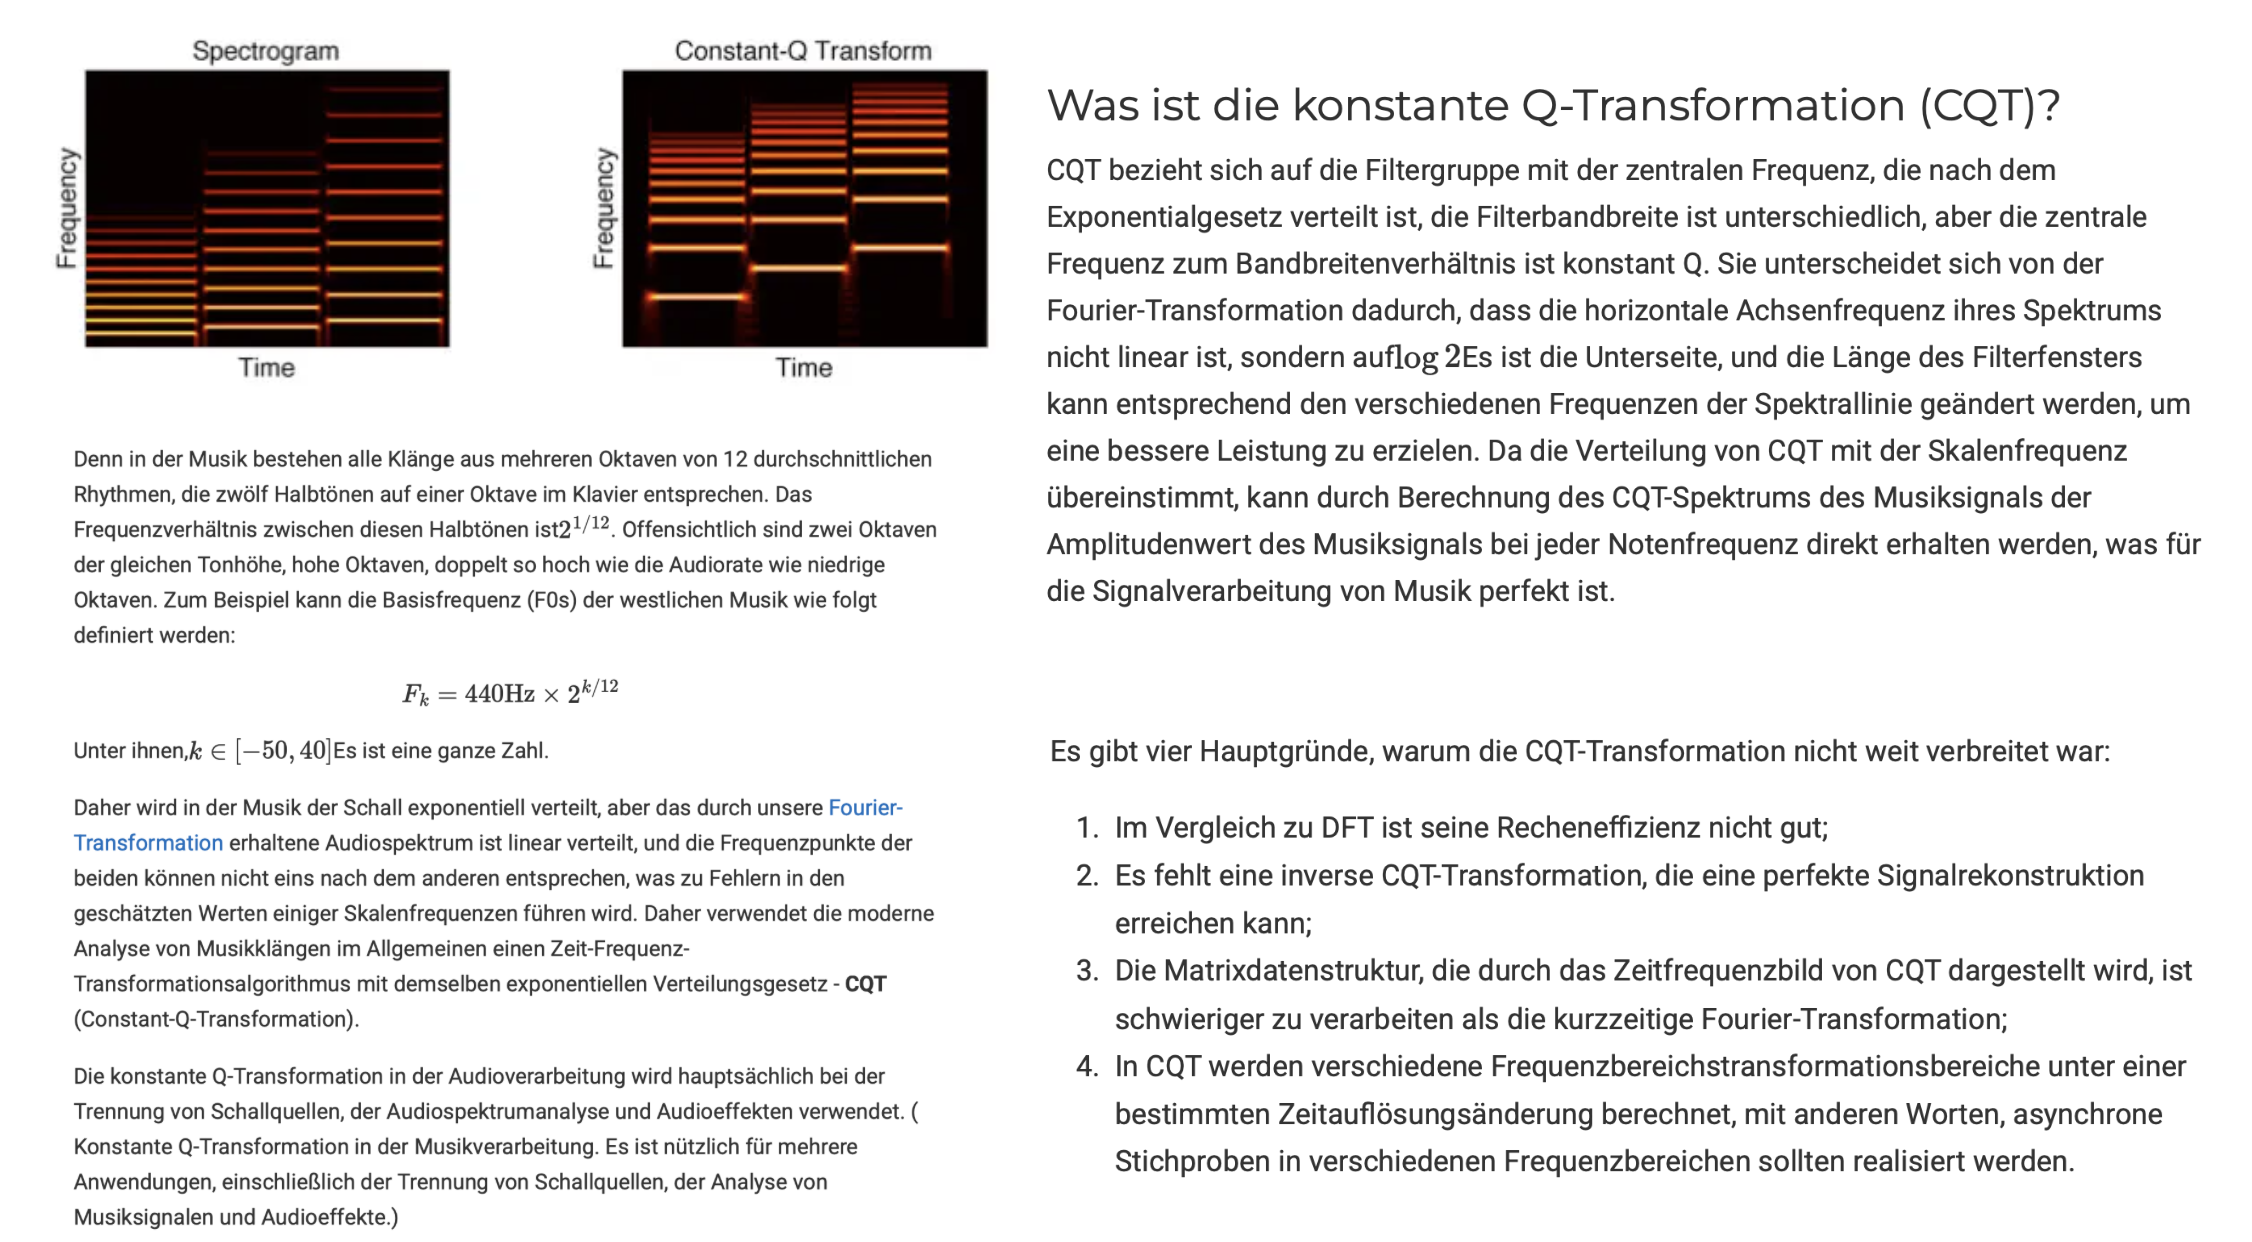 Spectrogram
Frequency
Time
Constant-Q Transform
Frequency
Time
Denn in der Musik bestehen alle Klänge aus mehreren Oktaven von 12 durchschnittlichen
Rhythmen, die zwölf Halbtönen auf einer Oktave im Klavier entsprechen. Das
Frequenzverhältnis zwischen diesen Halbtönen ist2^{1/12}. Offensichtlich sind zwei Oktaven
der gleichen Tonhöhe, hohe Oktaven, doppelt so hoch wie die Audiorate wie niedrige
Oktaven. Zum Beispiel kann die Basisfrequenz (F0s) der westlichen Musik wie folgt
definiert werden:
F_k = 440Hz × 2^{k/12}
Unter ihnen,k ∈ [−50, 40]Es ist eine ganze Zahl.
Daher wird in der Musik der Schall exponentiell verteilt, aber das durch unsere Fourier-
Transformation erhaltene Audiospektrum ist linear verteilt, und die Frequenzpunkte der
beiden können nicht eins nach dem anderen entsprechen, was zu Fehlern in den
geschätzten Werten einiger Skalenfrequenzen führen wird. Daher verwendet die moderne
Analyse von Musikklängen im Allgemeinen einen Zeit-Frequenz-
Transformationsalgorithmus mit demselben exponentiellen Verteilungsgesetz - CQT
(Constant-Q-Transformation).
Die konstante Q-Transformation in der Audioverarbeitung wird hauptsächlich bei der
Trennung von Schallquellen, der Audiospektrumanalyse und Audioeffekten verwendet. (
Konstante Q-Transformation in der Musikverarbeitung. Es ist nützlich für mehrere
Anwendungen, einschließlich der Trennung von Schallquellen, der Analyse von
Musiksignalen und Audioeffekte.)
Was ist die konstante Q-Transformation (CQT)?
CQT bezieht sich auf die Filtergruppe mit der zentralen Frequenz, die nach dem
Exponentialgesetz verteilt ist, die Filterbandbreite ist unterschiedlich, aber die zentrale
Frequenz zum Bandbreitenverhältnis ist konstant Q. Sie unterscheidet sich von der
Fourier-Transformation dadurch, dass die horizontale Achsenfrequenz ihres Spektrums
nicht linear ist, sondern auflog 2Es ist die Unterseite, und die Länge des Filterfensters
kann entsprechend den verschiedenen Frequenzen der Spektrallinie geändert werden, um
eine bessere Leistung zu erzielen. Da die Verteilung von CQT mit der Skalenfrequenz
übereinstimmt, kann durch Berechnung des CQT-Spektrums des Musiksignals der
Amplitudenwert des Musiksignals bei jeder Notenfrequenz direkt erhalten werden, was für
die Signalverarbeitung von Musik perfekt ist.
Es gibt vier Hauptgründe, warum die CQT-Transformation nicht weit verbreitet war:
1. Im Vergleich zu DFT ist seine Recheneffizienz nicht gut;
2. Es fehlt eine inverse CQT-Transformation, die eine perfekte Signalrekonstruktion
erreichen kann;
3. Die Matrixdatenstruktur, die durch das Zeitfrequenzbild von CQT dargestellt wird, ist
schwieriger zu verarbeiten als die kurzzeitige Fourier-Transformation;
4. In CQT werden verschiedene Frequenzbereichstransformationsbereiche unter einer
bestimmten Zeitauflösungsänderung berechnet, mit anderen Worten, asynchrone
Stichproben in verschiedenen Frequenzbereichen sollten realisiert werden.